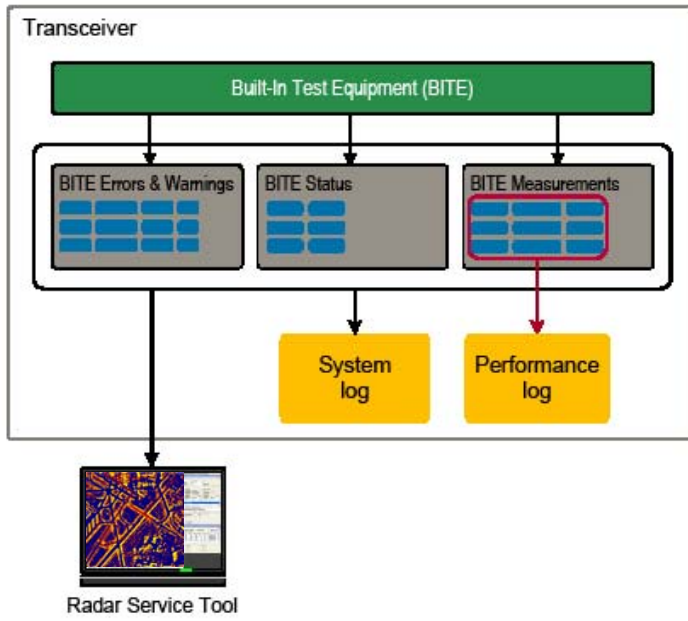 Transceiver
Built-In Test Equipment (BITE)
BITE Errors & Warnings
BITE Status
BITE Measurements
System
log
Performance
log
Radar Service Tool